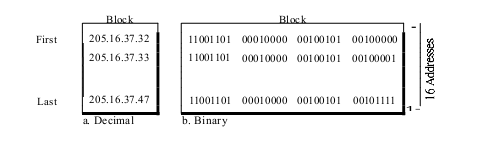 Block Block
First 205.16.37.32 11001101 00010000 00100101 00100000
205.16.37.33 11001101 00010000 00100101 00100001
Last 205.16.37.47 11001101 00010000 00100101 00101111
a. Decimal b. Binary
16 Addresses